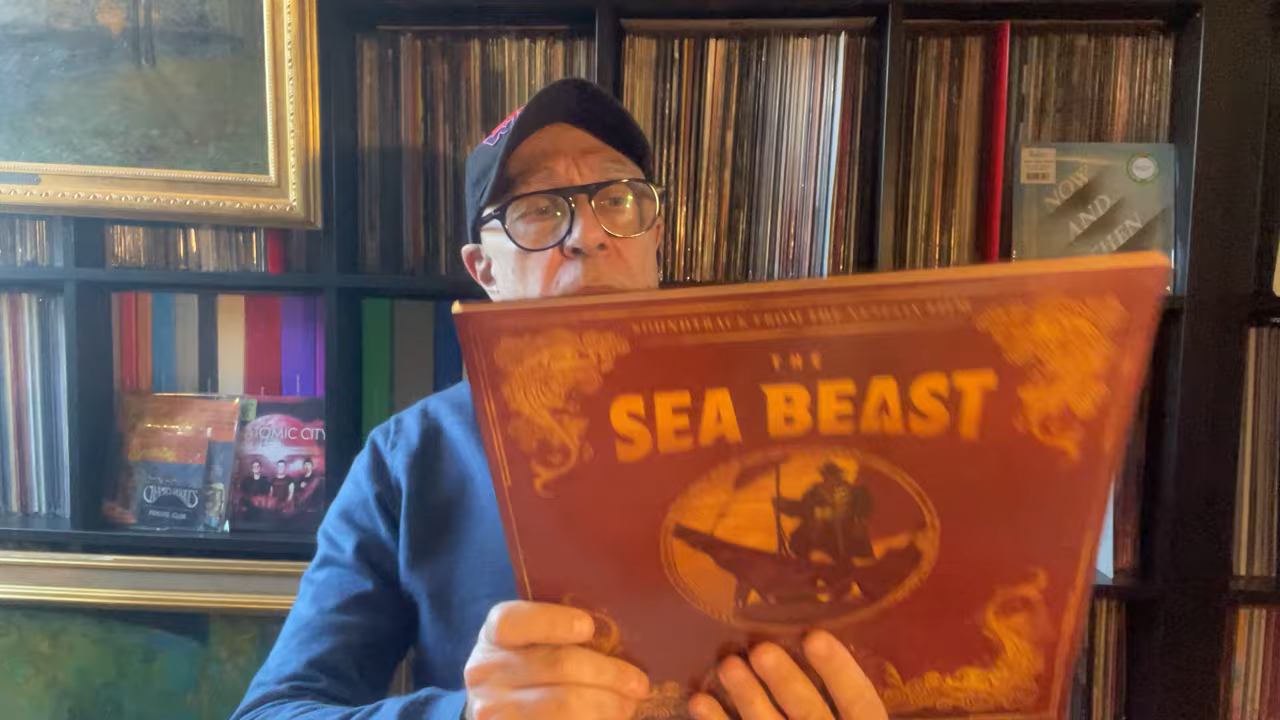 NOW
AND
THEN
SOUNDTRACK FROM THE NETFLIX FILM
THE
SEA BEAST
ATOMIC CITY